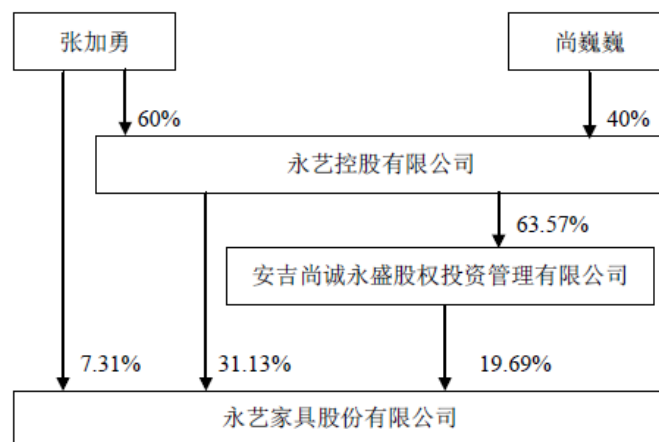 张加勇
尚巍巍
60%
40%
永艺控股有限公司
63.57%
安吉尚诚永盛股权投资管理有限公司
7.31%
31.13%
19.69%
永艺家具股份有限公司